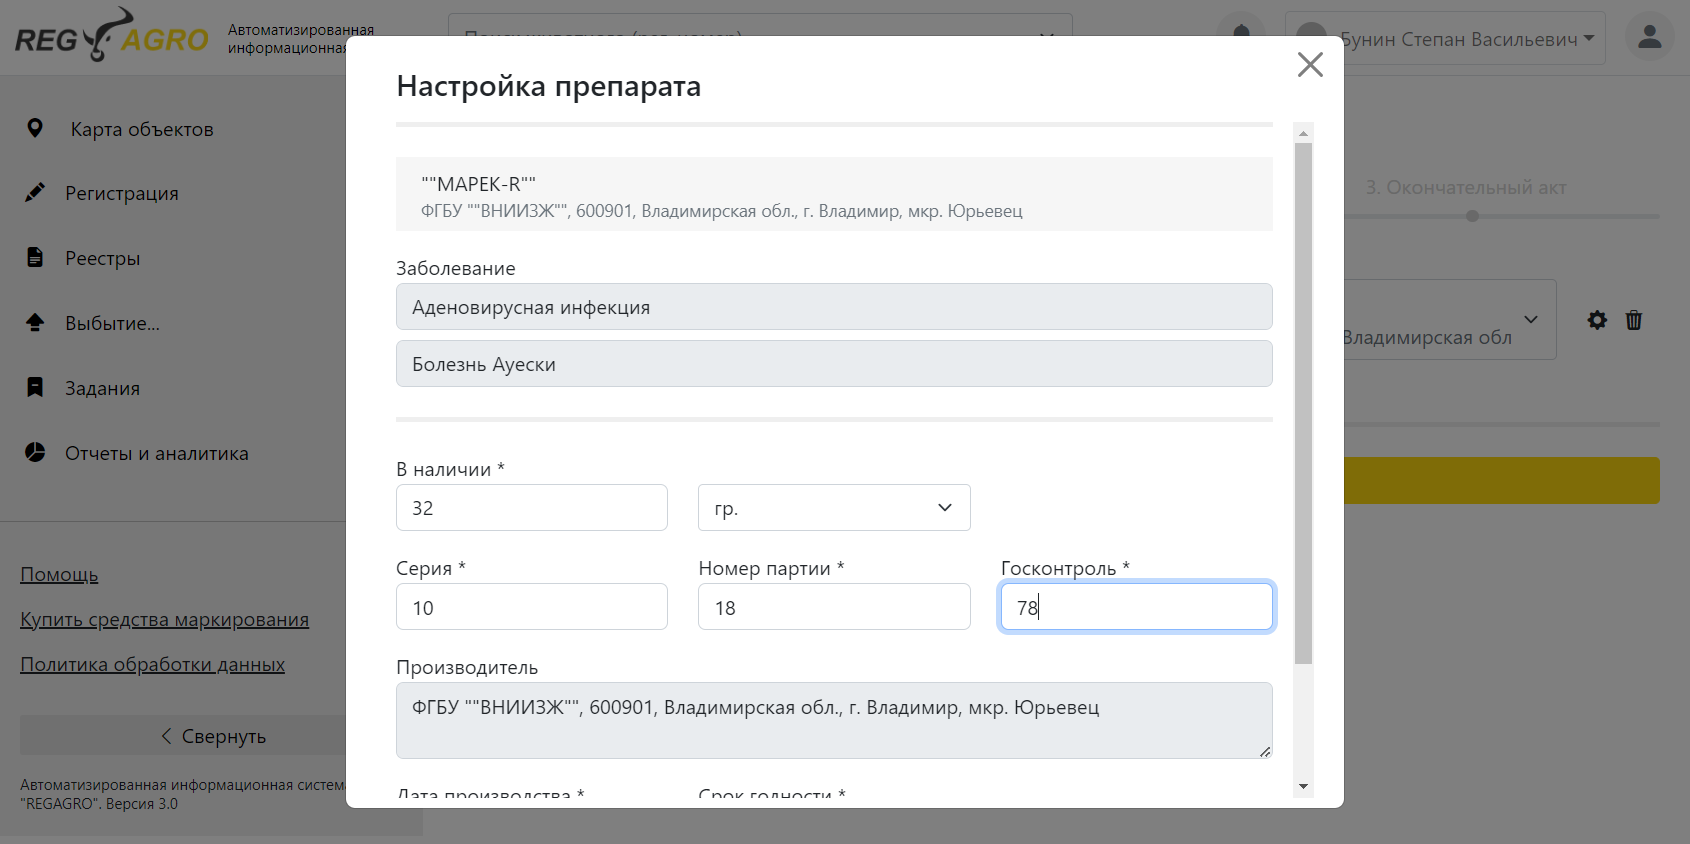 REG AGRO
Автоматизированная
информационная
Бунин Степан Васильевич
Карта объектов
Регистрация
Реестры
Выбытие...
Задания
Отчеты и аналитика
Помощь
Купить средства маркирования
Политика обработки данных
Свернуть
Автоматизированная информационная система
"REGAGRO". Версия 3.0
Настройка препарата
""МАРЕК-R""
ФГБУ ""ВНИИЗЖ"", 600901, Владимирская обл., г. Владимир, мкр. Юрьевец
Заболевание
Аденовирусная инфекция
Болезнь Ауески
В наличии *
32
гр.
Серия *
Номер партии *
Госконтроль *
10
18
78
Производитель
ФГБУ ""ВНИИЗЖ"", 600901, Владимирская обл., г. Владимир, мкр. Юрьевец
Дата производства *
Срок годности *
3. Окончательный акт
Владимирская обл